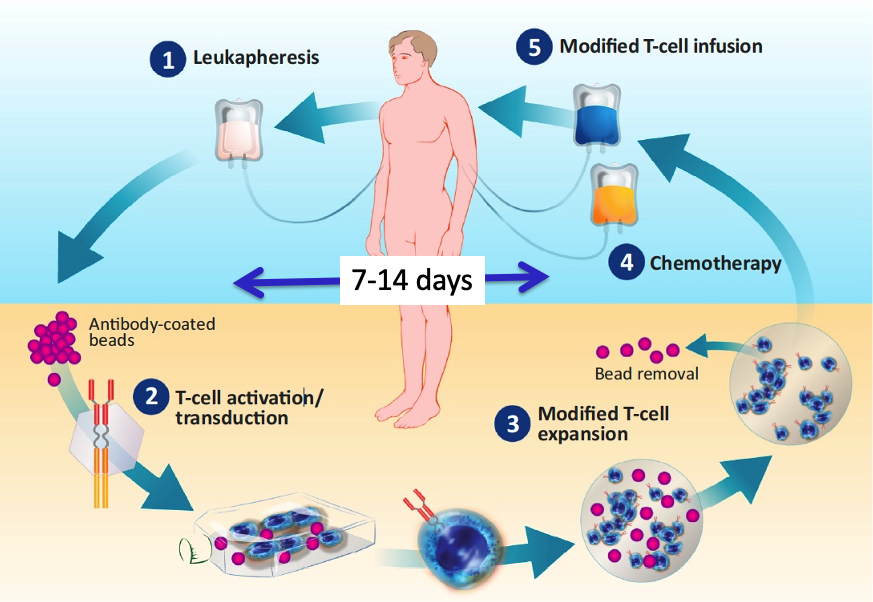 1 Leukapheresis
5 Modified T-cell infusion
4 Chemotherapy
7-14 days
Antibody-coated
beads
2 T-cell activation/
transduction
Bead removal
3 Modified T-cell
expansion